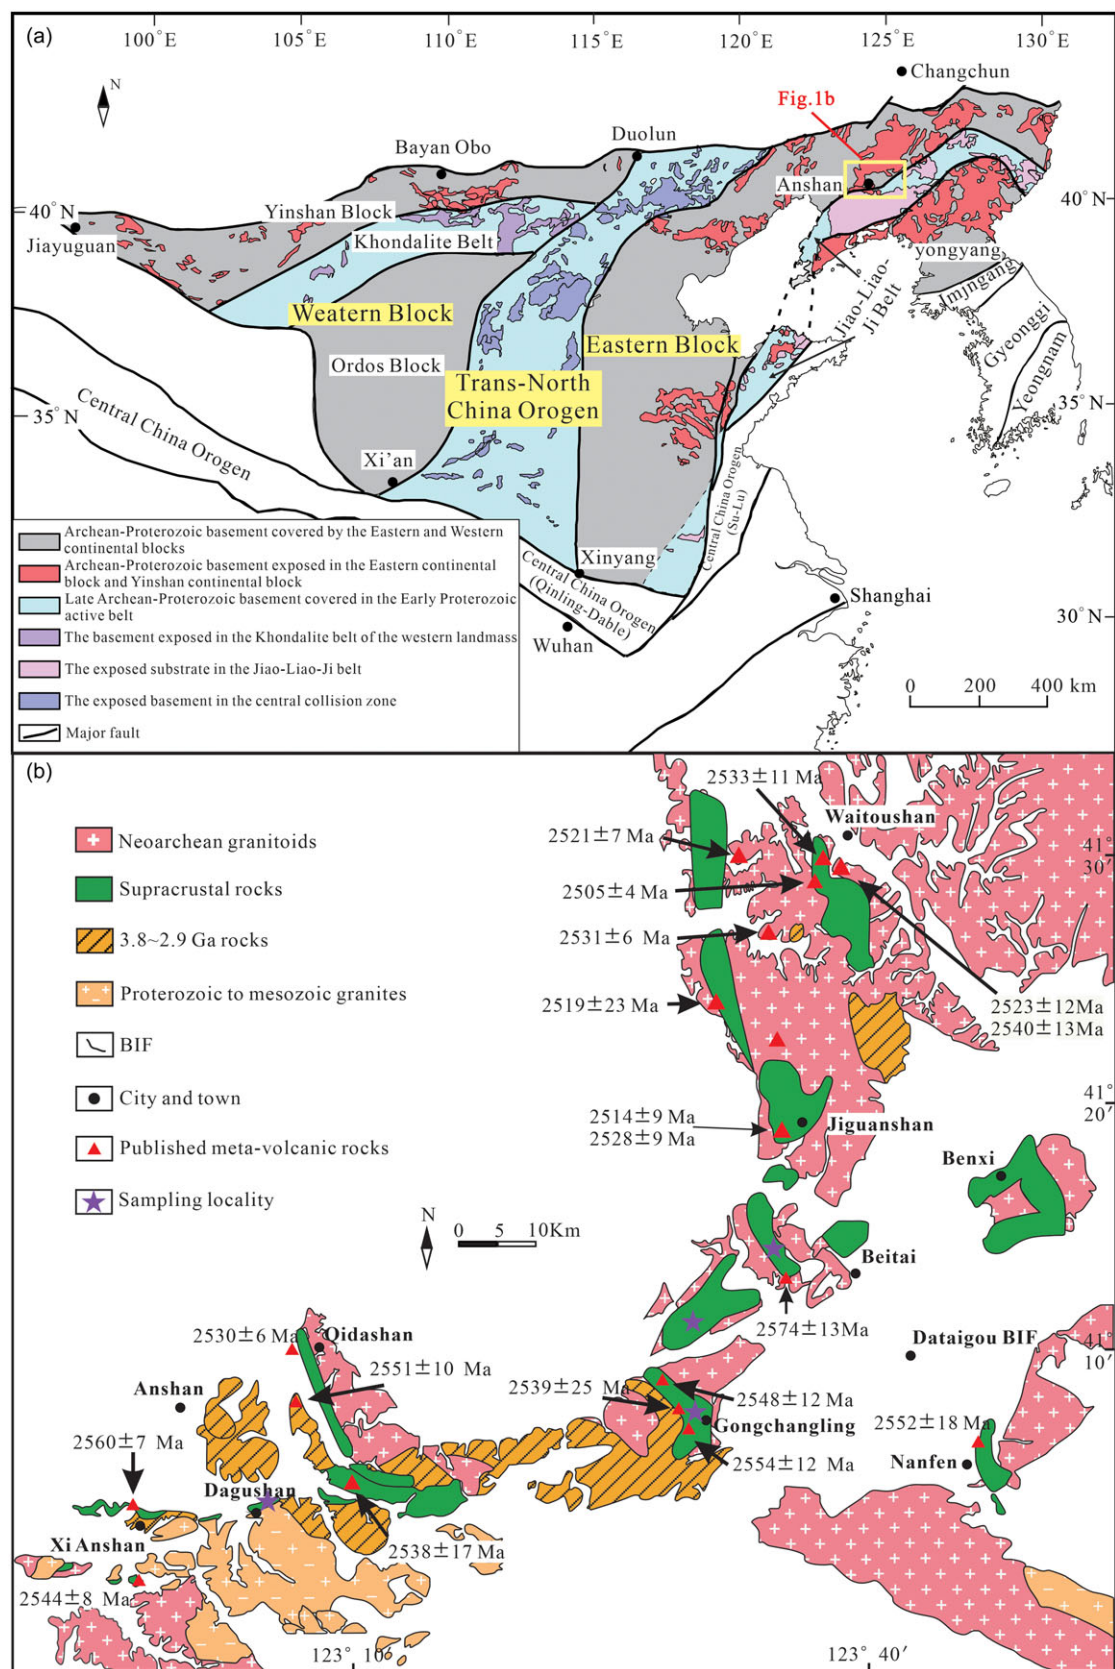 (a)
100°E
105°E
110°E
115°E
120°E
125°E
130°E
N
Changchun
Fig.1b
Duolun
Bayan Obo
Anshan
40°N
40°N
Yinshan Block
Jiayuguan
Khondalite Belt
yongyang
Imjngang
Jiao-Liao-
Ji Belt
Weatern Block
Gyeonggi
Eastern Block
Ordos Block
Yeongnam
Trans-North
China Orogen
35°N
35°N
Central China Orogen
Xi'an
Central China Orogen
(Su-Lu)
Archean-Proterozoic basement covered by the Eastern and Western
continental blocks
Archean-Proterozoic basement exposed in the Eastern continental
block and Yinshan continental block
Late Archean-Proterozoic basement covered in the Early Proterozoic
active belt
The basement exposed in the Khondalite belt of the western landmass
The exposed substrate in the Jiao-Liao-Ji belt
The exposed basement in the central collision zone
Major fault
Xinyang
Central China Orogen
(Qinling-Dable)
Shanghai
30°N
Wuhan
0 200 400 km
(b)
2533±11 Ma
Waitoushan
2521±7 Ma
41°
30′
2505±4 Ma
2531±6 Ma
2519±23 Ma
2523±12Ma
2540±13Ma
41°
20′
2514±9 Ma
2528±9 Ma
Jiguanshan
Benxi
Neoarchean granitoids
Supracrustal rocks
3.8~2.9 Ga rocks
Proterozoic to mesozoic granites
BIF
City and town
Published meta-volcanic rocks
Sampling locality
N
0 5 10Km
Beitai
2574±13Ma
Dataigou BIF
41°
10′
2530±6 Ma
Qidashan
2551±10 Ma
2539±25 Ma
2548±12 Ma
Anshan
Gongchangling
2552±18 Ma
2560±7 Ma
2554±12 Ma
Nanfen
Dagushan
Xi Anshan
2538±17 Ma
2544±8 Ma
123° 10′
123° 40′